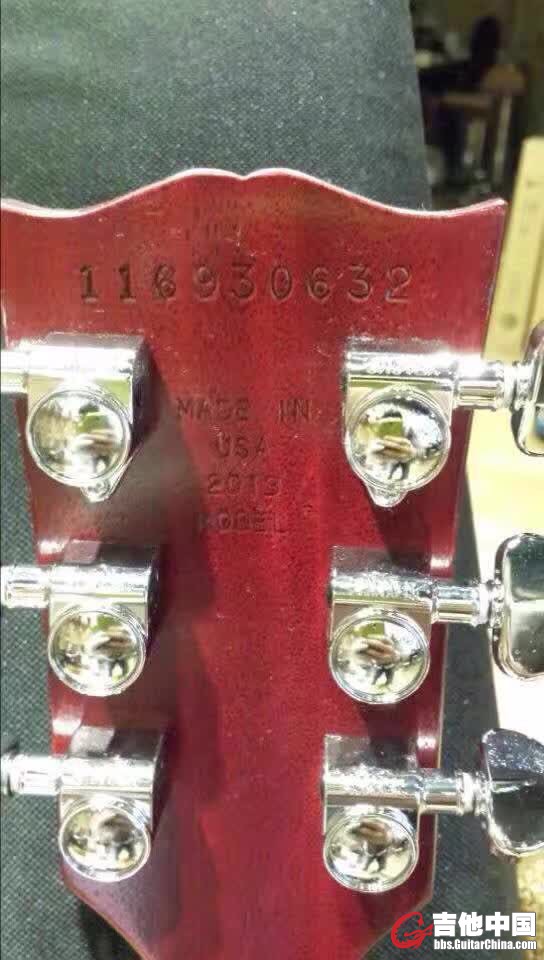 116930632
MADE IN
USA
2013
MODEL
吉他中国
bbs.GuitarChina.com